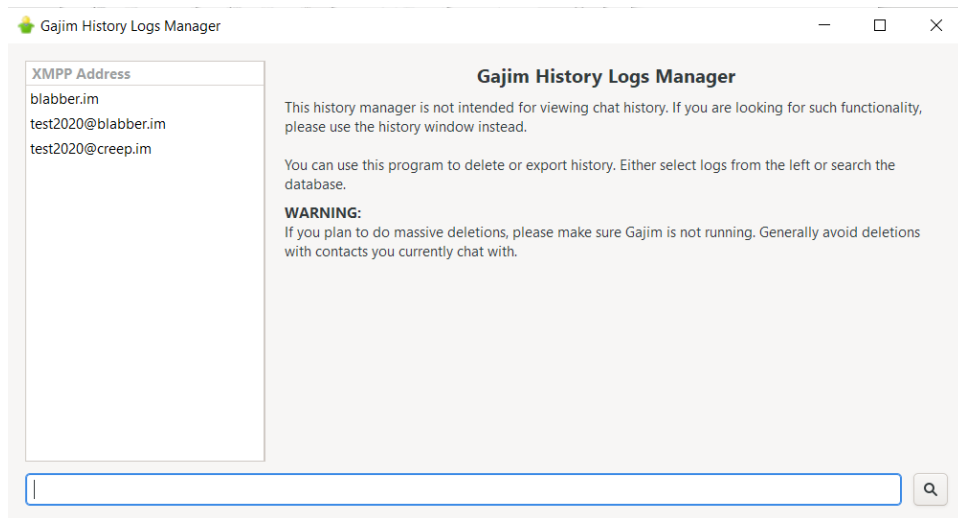 Gajim History Logs Manager
XMPP Address
blabber.im
test2020@blabber.im
test2020@creep.im
Gajim History Logs Manager
This history manager is not intended for viewing chat history. If you are looking for such functionality,
please use the history window instead.
You can use this program to delete or export history. Either select logs from the left or search the
database.
WARNING:
If you plan to do massive deletions, please make sure Gajim is not running. Generally avoid deletions
with contacts you currently chat with.